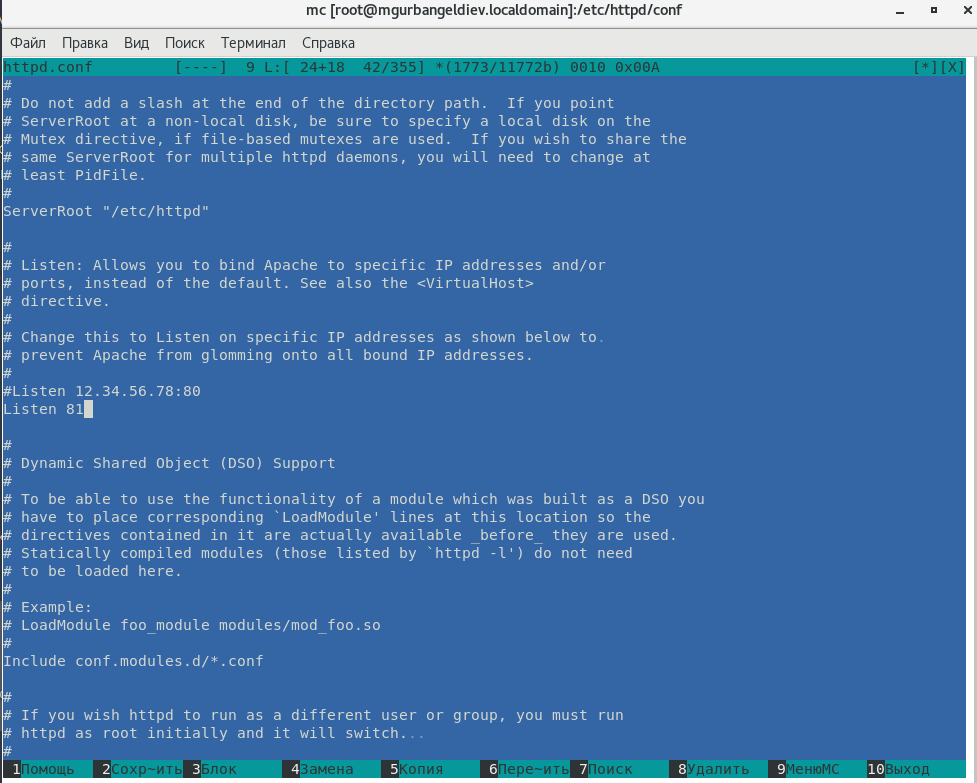 mc [root@mgurbangeldiev.localdomain]:/etc/httpd/conf
Файл Правка Вид Поиск Терминал Справка
httpd.conf [----] 9 L:[ 24+18 42/355] *(1773/11772b) 0010 0x00A [*][X]
#
# Do not add a slash at the end of the directory path. If you point
# ServerRoot at a non-local disk, be sure to specify a local disk on the
# Mutex directive, if file-based mutexes are used. If you wish to share the
# same ServerRoot for multiple httpd daemons, you will need to change at
# least PidFile.
#
ServerRoot "/etc/httpd"
#
# Listen: Allows you to bind Apache to specific IP addresses and/or
# ports, instead of the default. See also the <VirtualHost>
# directive.
#
# Change this to Listen on specific IP addresses as shown below to.
# prevent Apache from glomming onto all bound IP addresses.
#
#Listen 12.34.56.78:80
Listen 81
#
# Dynamic Shared Object (DSO) Support
#
# To be able to use the functionality of a module which was built as a DSO you
# have to place corresponding `LoadModule' lines at this location so the
# directives contained in it are actually available _before_ they are used.
# Statically compiled modules (those listed by `httpd -l') do not need
# to be loaded here.
#
# Example:
# LoadModule foo_module modules/mod_foo.so
#
Include conf.modules.d/*.conf
#
# If you wish httpd to run as a different user or group, you must run
# httpd as root initially and it will switch...
#
1Помощь 2Сохр~ить 3Блок 4Замена 5Копия 6Пере~ить 7Поиск 8Удалить 9МенюMC 10Выход